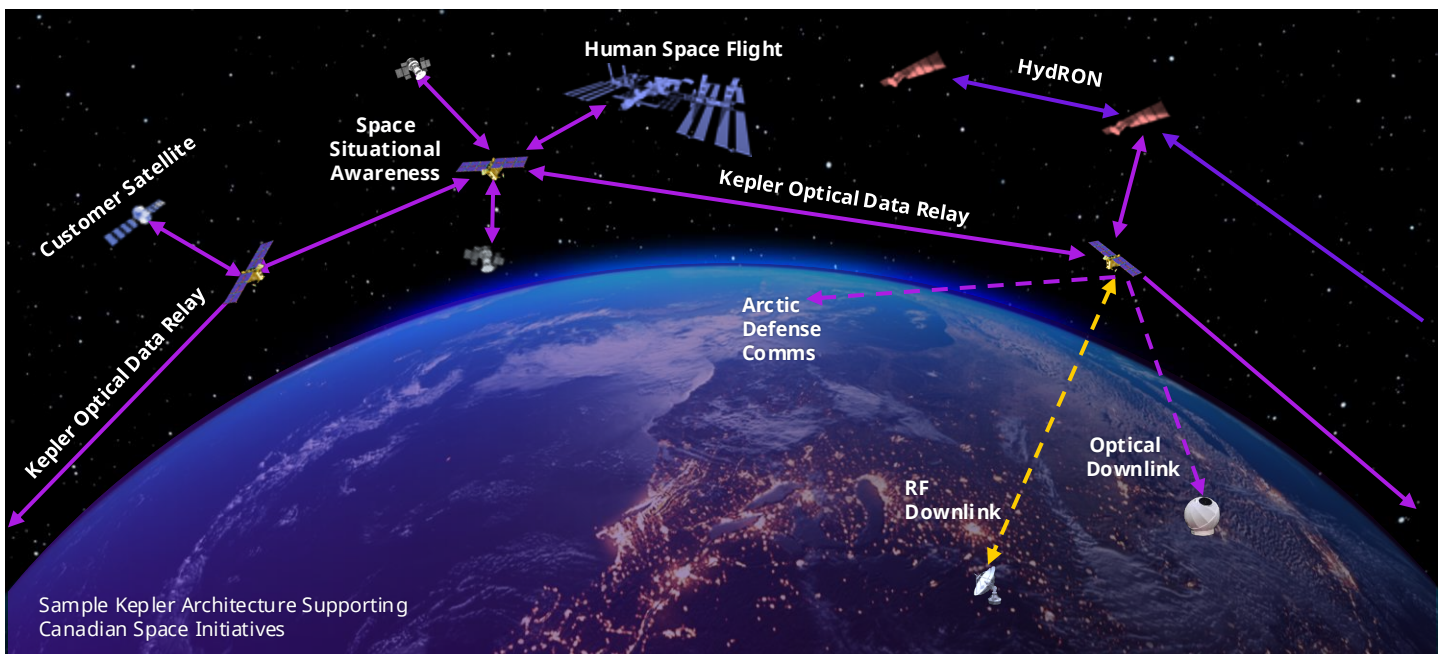 Human Space Flight
HydRON
Space
Situational
Awareness
Customer Satellite
Kepler Optical Data Relay
Kepler Optical Data Relay
Arctic
Defense
Comms
Optical
Downlink
RF
Downlink
Sample Kepler Architecture Supporting
Canadian Space Initiatives